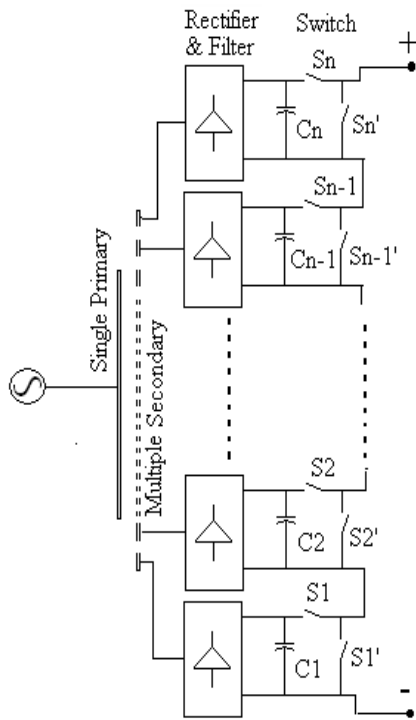 Rectifier
& Filter
Switch
+
Sn
Cn
Sn'
Sn-1
Cn-1
Sn-1'
Single Primary
Multiple Secondary
S2
C2
S2'
S1
C1
S1'
-